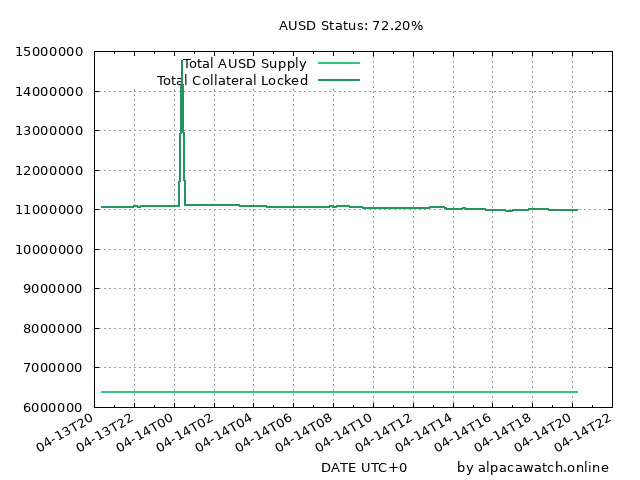 AUSD Status: 72.20%
15000000
14000000
13000000
12000000
11000000
10000000
9000000
8000000
7000000
6000000
Total AUSD Supply
Total Collateral Locked
04-13T20
04-13T22
04-14T00
04-14T02
04-14T04
04-14T06
04-14T08
04-14T10
04-14T12
04-14T14
04-14T16
04-14T18
04-14T20
04-14T22
DATE UTC+0
by alpacawatch.online